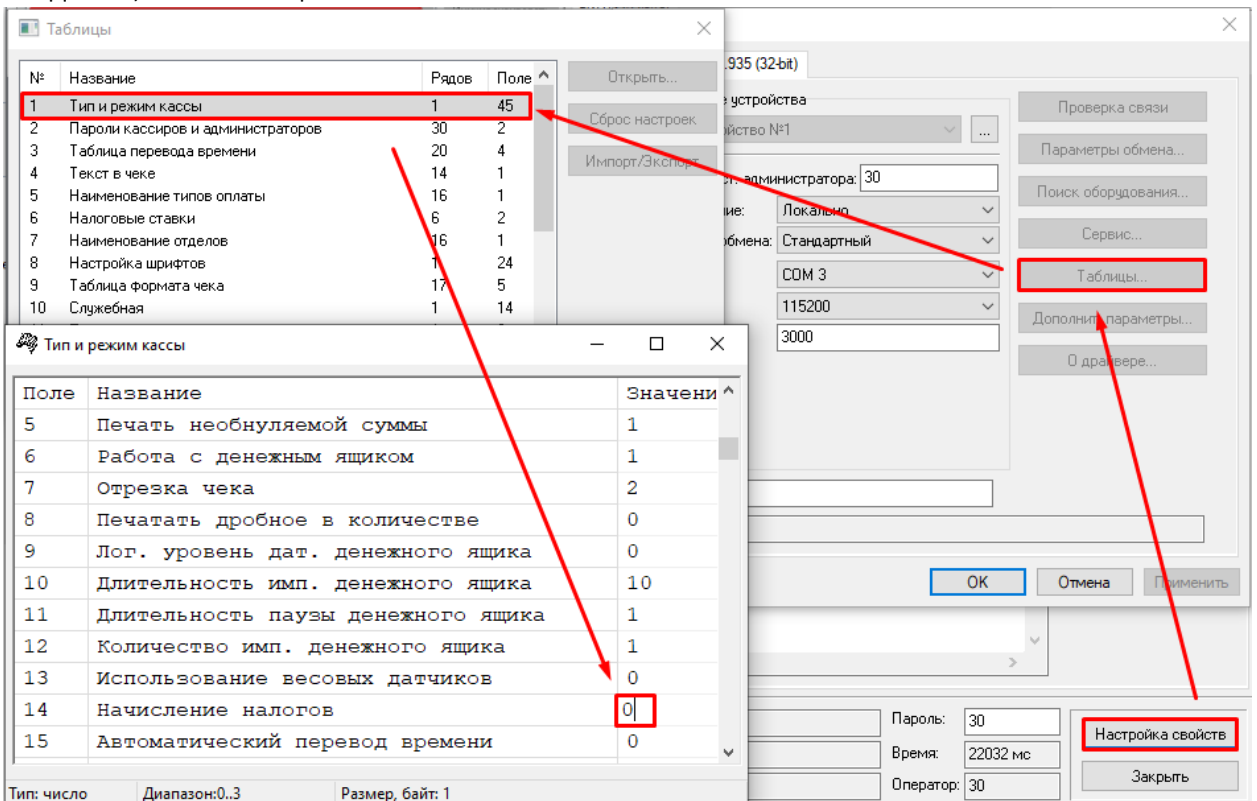 Таблицы
№ Название Рядов Поле
1 Тип и режим кассы 1 45
2 Пароли кассиров и администраторов 30 2
3 Таблица перевода времени 20 4
4 Текст в чеке 14 1
5 Наименование типов оплаты 16 1
6 Налоговые ставки 6 2
7 Наименование отделов 16 1
8 Настройка шрифтов 1 24
9 Таблица формата чека 17 5
10 Служебная 1 14
Открыть...
Сброс настроек
Импорт/Экспорт
.935 (32-bit)
устройства
йство №1
...
администратора: 30
ие: Локально
обмена: Стандартный
COM 3
115200
3000
Проверка связи
Параметры обмена...
Поиск оборудования...
Сервис...
Таблицы...
Дополнит. параметры...
О драйвере...
OK Отмена Применить
Тип и режим кассы
Поле Название Значени
5 Печать необнуляемой суммы 1
6 Работа с денежным ящиком 1
7 Отрезка чека 2
8 Печатать дробное в количестве 0
9 Лог. уровень дат. денежного ящика 0
10 Длительность имп. денежного ящика 10
11 Длительность паузы денежного ящика 1
12 Количество имп. денежного ящика 1
13 Использование весовых датчиков 0
14 Начисление налогов 0
15 Автоматический перевод времени 0
Тип: число Диапазон:0..3 Размер, байт: 1
Пароль: 30
Время: 22032 мс
Оператор: 30
Настройка свойств
Закрыть